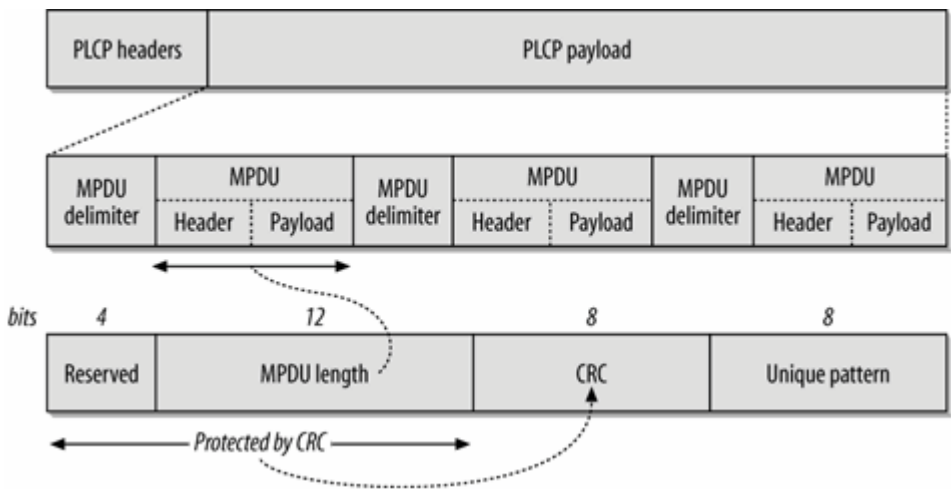 PLCP headers PLCP payload
MPDU delimiter MPDU MPDU delimiter MPDU MPDU delimiter MPDU
Header Payload Header Payload Header Payload
bits 4 12 8 8
Reserved MPDU length CRC Unique pattern
Protected by CRC